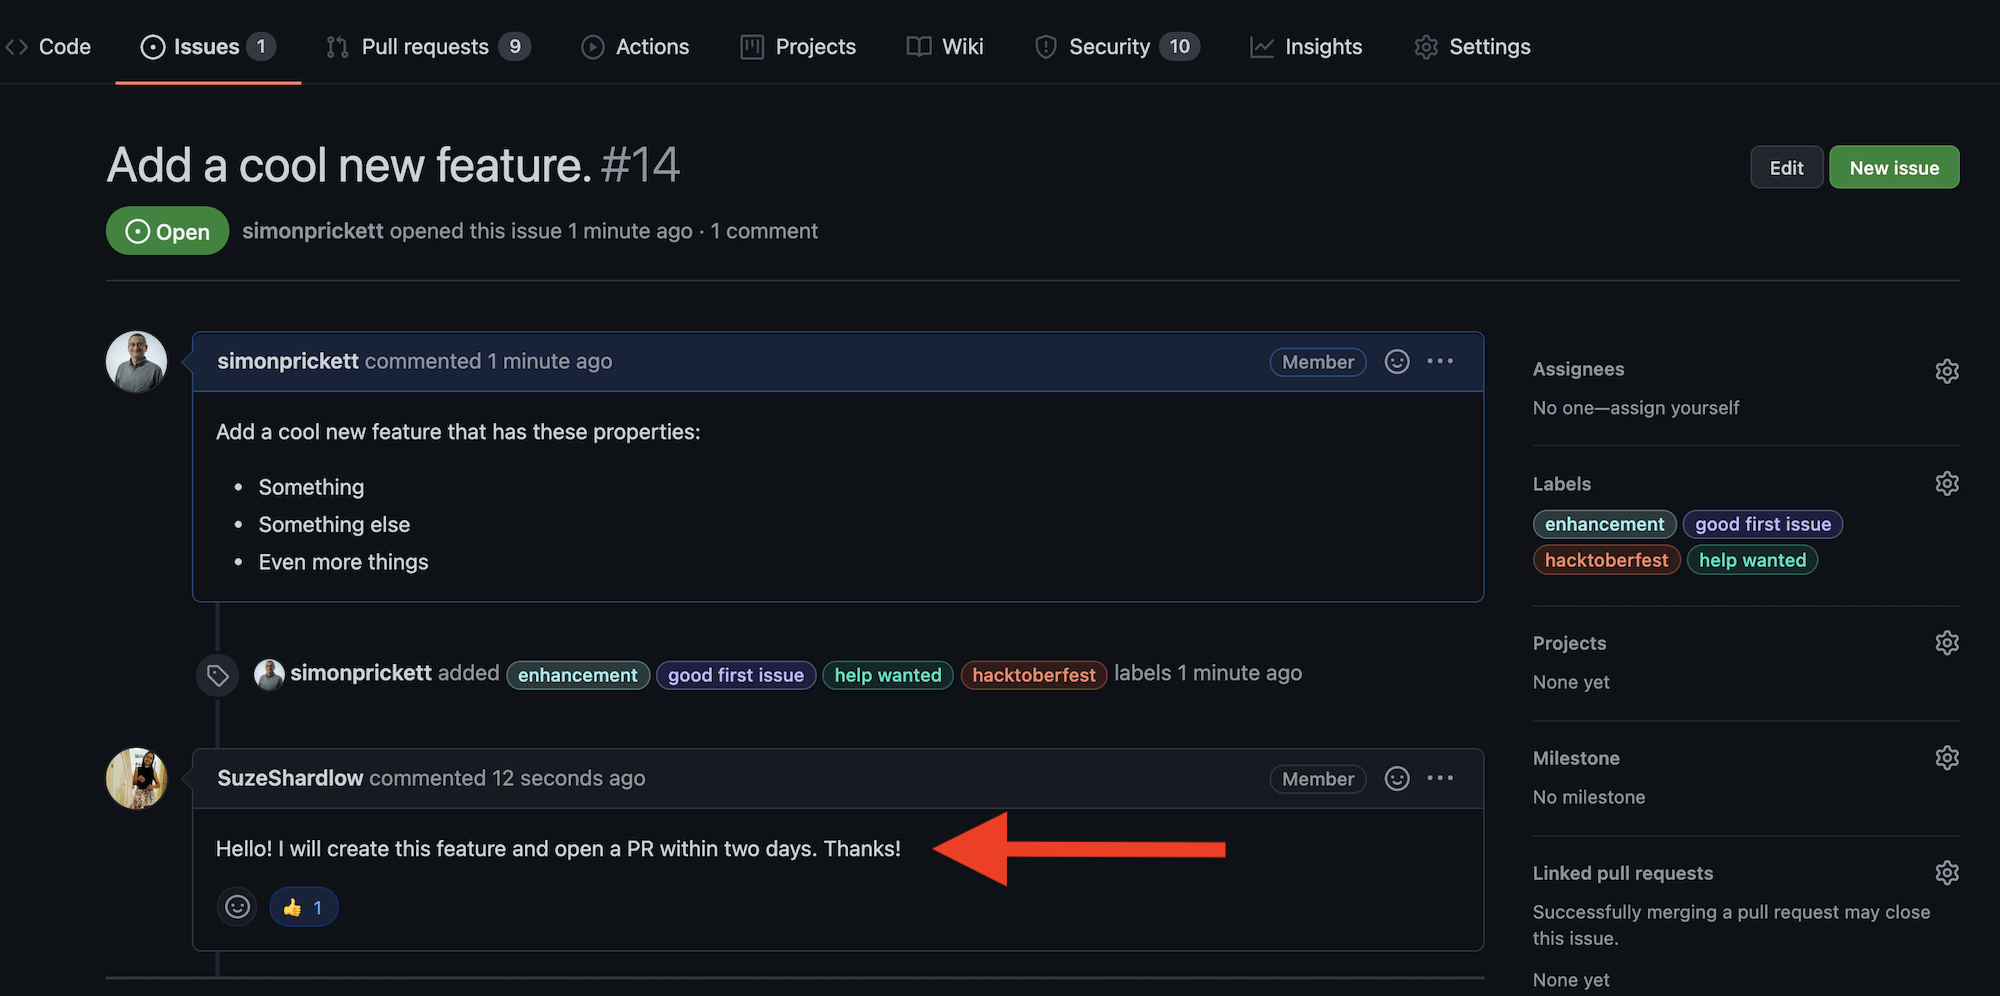 Code Issues 1 Pull requests 9 Actions Projects Wiki Security 10 Insights Settings
Add a cool new feature. #14
Edit New issue
Open simonprickett opened this issue 1 minute ago · 1 comment
simonprickett commented 1 minute ago Member
Add a cool new feature that has these properties:
• Something
• Something else
• Even more things
simonprickett added enhancement good first issue help wanted hacktoberfest labels 1 minute ago
SuzeShardlow commented 12 seconds ago Member
Hello! I will create this feature and open a PR within two days. Thanks!
👍 1
Assignees
No one—assign yourself
Labels
enhancement good first issue
hacktoberfest help wanted
Projects
None yet
Milestone
No milestone
Linked pull requests
Successfully merging a pull request may close
this issue.
None yet